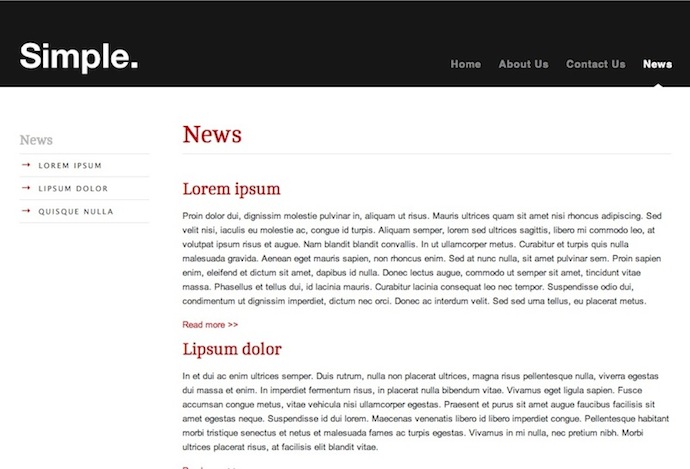 Simple.
Home About Us Contact Us News
News
→ LOREM IPSUM
→ LIPSUM DOLOR
→ QUISQUE NULLA
News
Lorem ipsum
Proin dolor dui, dignissim molestie pulvinar in, aliquam ut risus. Mauris ultrices quam sit amet nisi rhoncus adipiscing. Sed
velit nisi, iaculis eu molestie ac, congue id turpis. Aliquam semper, lorem sed ultrices sagittis, libero mi commodo leo, at
volutpat ipsum risus et augue. Nam blandit blandit convallis. In ut ullamcorper metus. Curabitur et turpis quis nulla
malesuada gravida. Aenean eget mauris sapien, non rhoncus enim. Sed at nunc nulla, sit amet pulvinar sem. Proin sapien
enim, eleifend et dictum sit amet, dapibus id nulla. Donec lectus augue, commodo ut semper sit amet, tincidunt vitae
massa. Phasellus et tellus dui, id lacinia mauris. Curabitur lacinia consequat leo nec tempor. Suspendisse odio dui,
condimentum ut dignissim imperdiet, dictum nec orci. Donec ac interdum velit. Sed sed urna tellus, eu placerat metus.
Read more >>
Lipsum dolor
In et dui ac enim ultrices semper. Duis rutrum, nulla non placerat ultrices, magna risus pellentesque nulla, viverra egestas
dui massa et enim. In imperdiet fermentum risus, in placerat nulla bibendum vitae. Vivamus eget ligula sapien. Fusce
accumsan congue metus, vitae vehicula nisi ullamcorper egestas. Praesent et purus sit amet augue faucibus facilisis sit
amet egestas neque. Suspendisse id dui lorem. Maecenas venenatis libero id libero imperdiet congue. Pellentesque habitant
morbi tristique senectus et netus et malesuada fames ac turpis egestas. Vivamus in mi nulla, nec pretium nibh. Morbi
ultrices placerat risus, at facilisis elit blandit vitae.